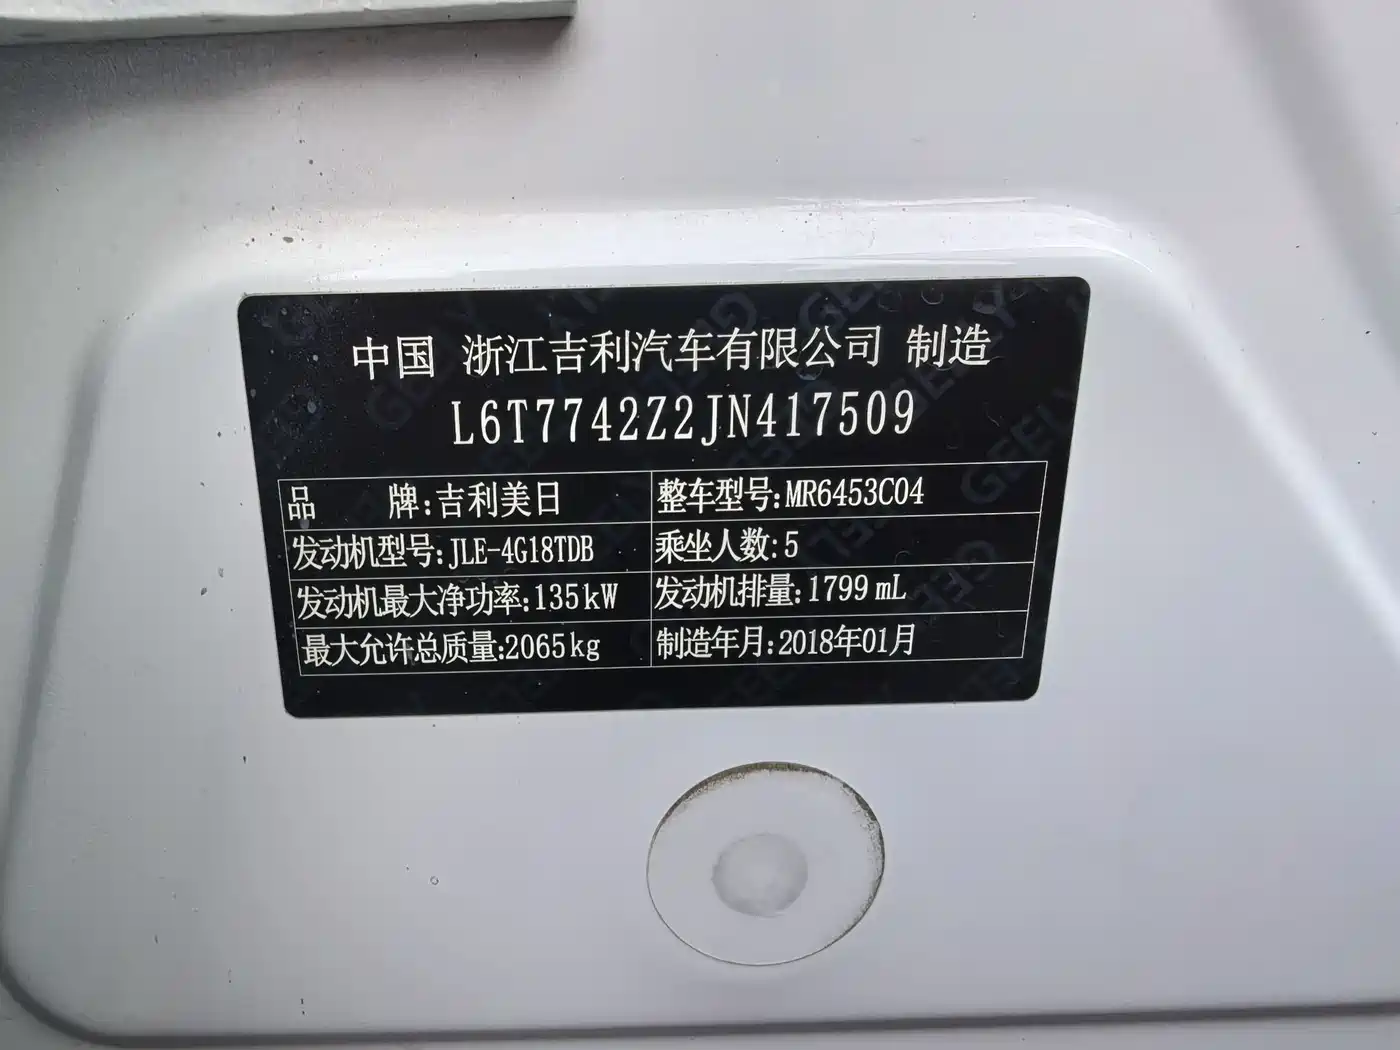 中国 浙江吉利汽车有限公司 制造
L6T7742Z2JN417509
品 牌:吉利美日 整车型号:MR6453C04
发动机型号:JLE-4G18TDB 乘坐人数:5
发动机最大净功率:135kW 发动机排量:1799 mL
最大允许总质量:2065kg 制造年月:2018年01月